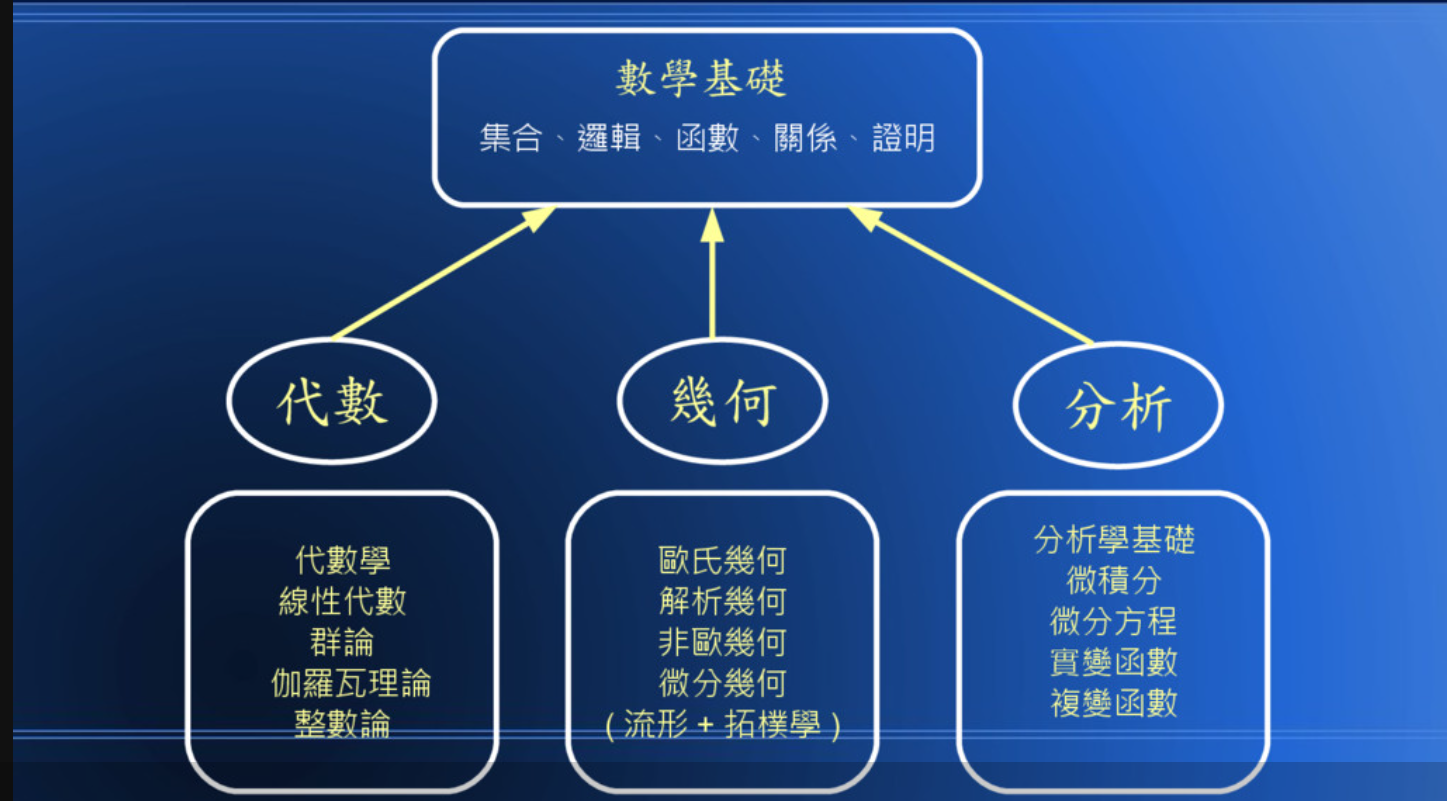 數學基礎
集合、邏輯、函數、關係、證明
代數
幾何
分析
代數學
線性代數
群論
伽羅瓦理論
整數論
歐氏幾何
解析幾何
非歐幾何
微分幾何
( 流形 + 拓樸學 )
分析學基礎
微積分
微分方程
實變函數
複變函數